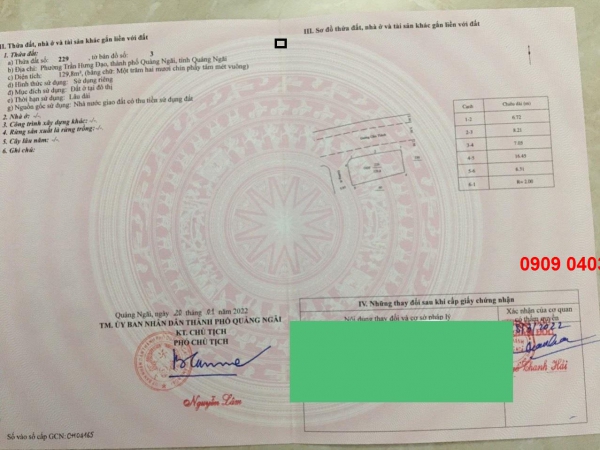 II. Thửa đất, nhà ở và tài sản khác gắn liền với đất
1. Thửa đất:
a) Thửa đất số: 229, tờ bản đồ số: 3
b) Địa chỉ: Phường Trần Hưng Đạo, thành phố Quảng Ngãi, tỉnh Quảng Ngãi
c) Diện tích: 129,8m², (bằng chữ: Một trăm hai mươi chín phẩy tám mét vuông)
d) Hình thức sử dụng: Sử dụng riêng
đ) Mục đích sử dụng: Đất ở tại đô thị
e) Thời hạn sử dụng: Lâu dài
g) Nguồn gốc sử dụng: Nhà nước giao đất có thu tiền sử dụng đất
2. Nhà ở: -/-
3. Công trình xây dựng khác: -/-
4. Rừng sản xuất là rừng trồng: -/-
5. Cây lâu năm: -/-
6. Ghi chú:
Quảng Ngãi, ngày 20 tháng 01 năm 2022
TM. ỦY BAN NHÂN DÂN THÀNH PHỐ QUẢNG NGÃI
KT. CHỦ TỊCH
PHÓ CHỦ TỊCH
Nguyễn Lâm
Số vào sổ cấp GCN:
III. Sơ đồ thửa đất, nhà ở và tài sản khác gắn liền với đất
Cạnh Chiều dài (m)
1-2 6.72
2-3 8.21
3-4 7.05
4-5 16.43
5-6 6.51
6-1 R= 2.00
0909 040
IV. Những thay đổi sau khi cấp giấy chứng nhận
Nội dung thay đổi và cơ sở pháp lý
Xác nhận của cơ quan
có thẩm quyền
Thanh Hải